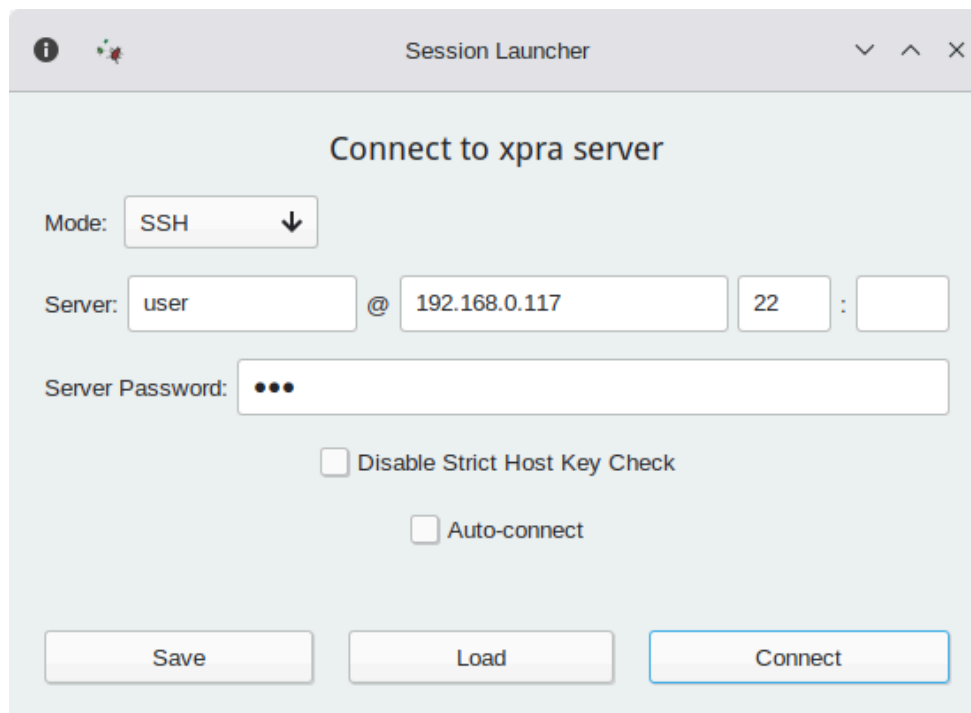 Session Launcher
Connect to xpra server
Mode: SSH
Server: user @ 192.168.0.117 22 :
Server Password: •••
Disable Strict Host Key Check
Auto-connect
Save Load Connect